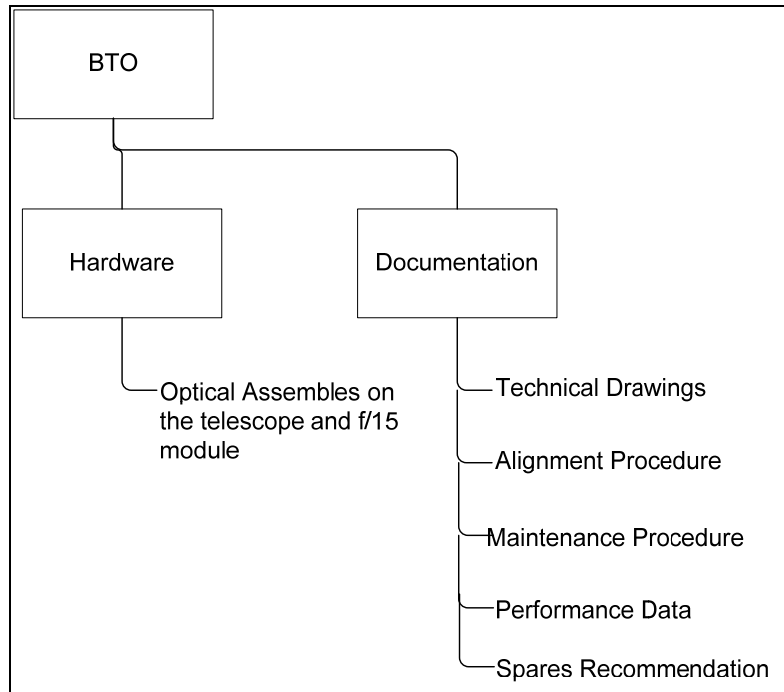 BTO
Hardware
Documentation
Optical Assembles on
the telescope and f/15
module
Technical Drawings
Alignment Procedure
Maintenance Procedure
Performance Data
Spares Recommendation